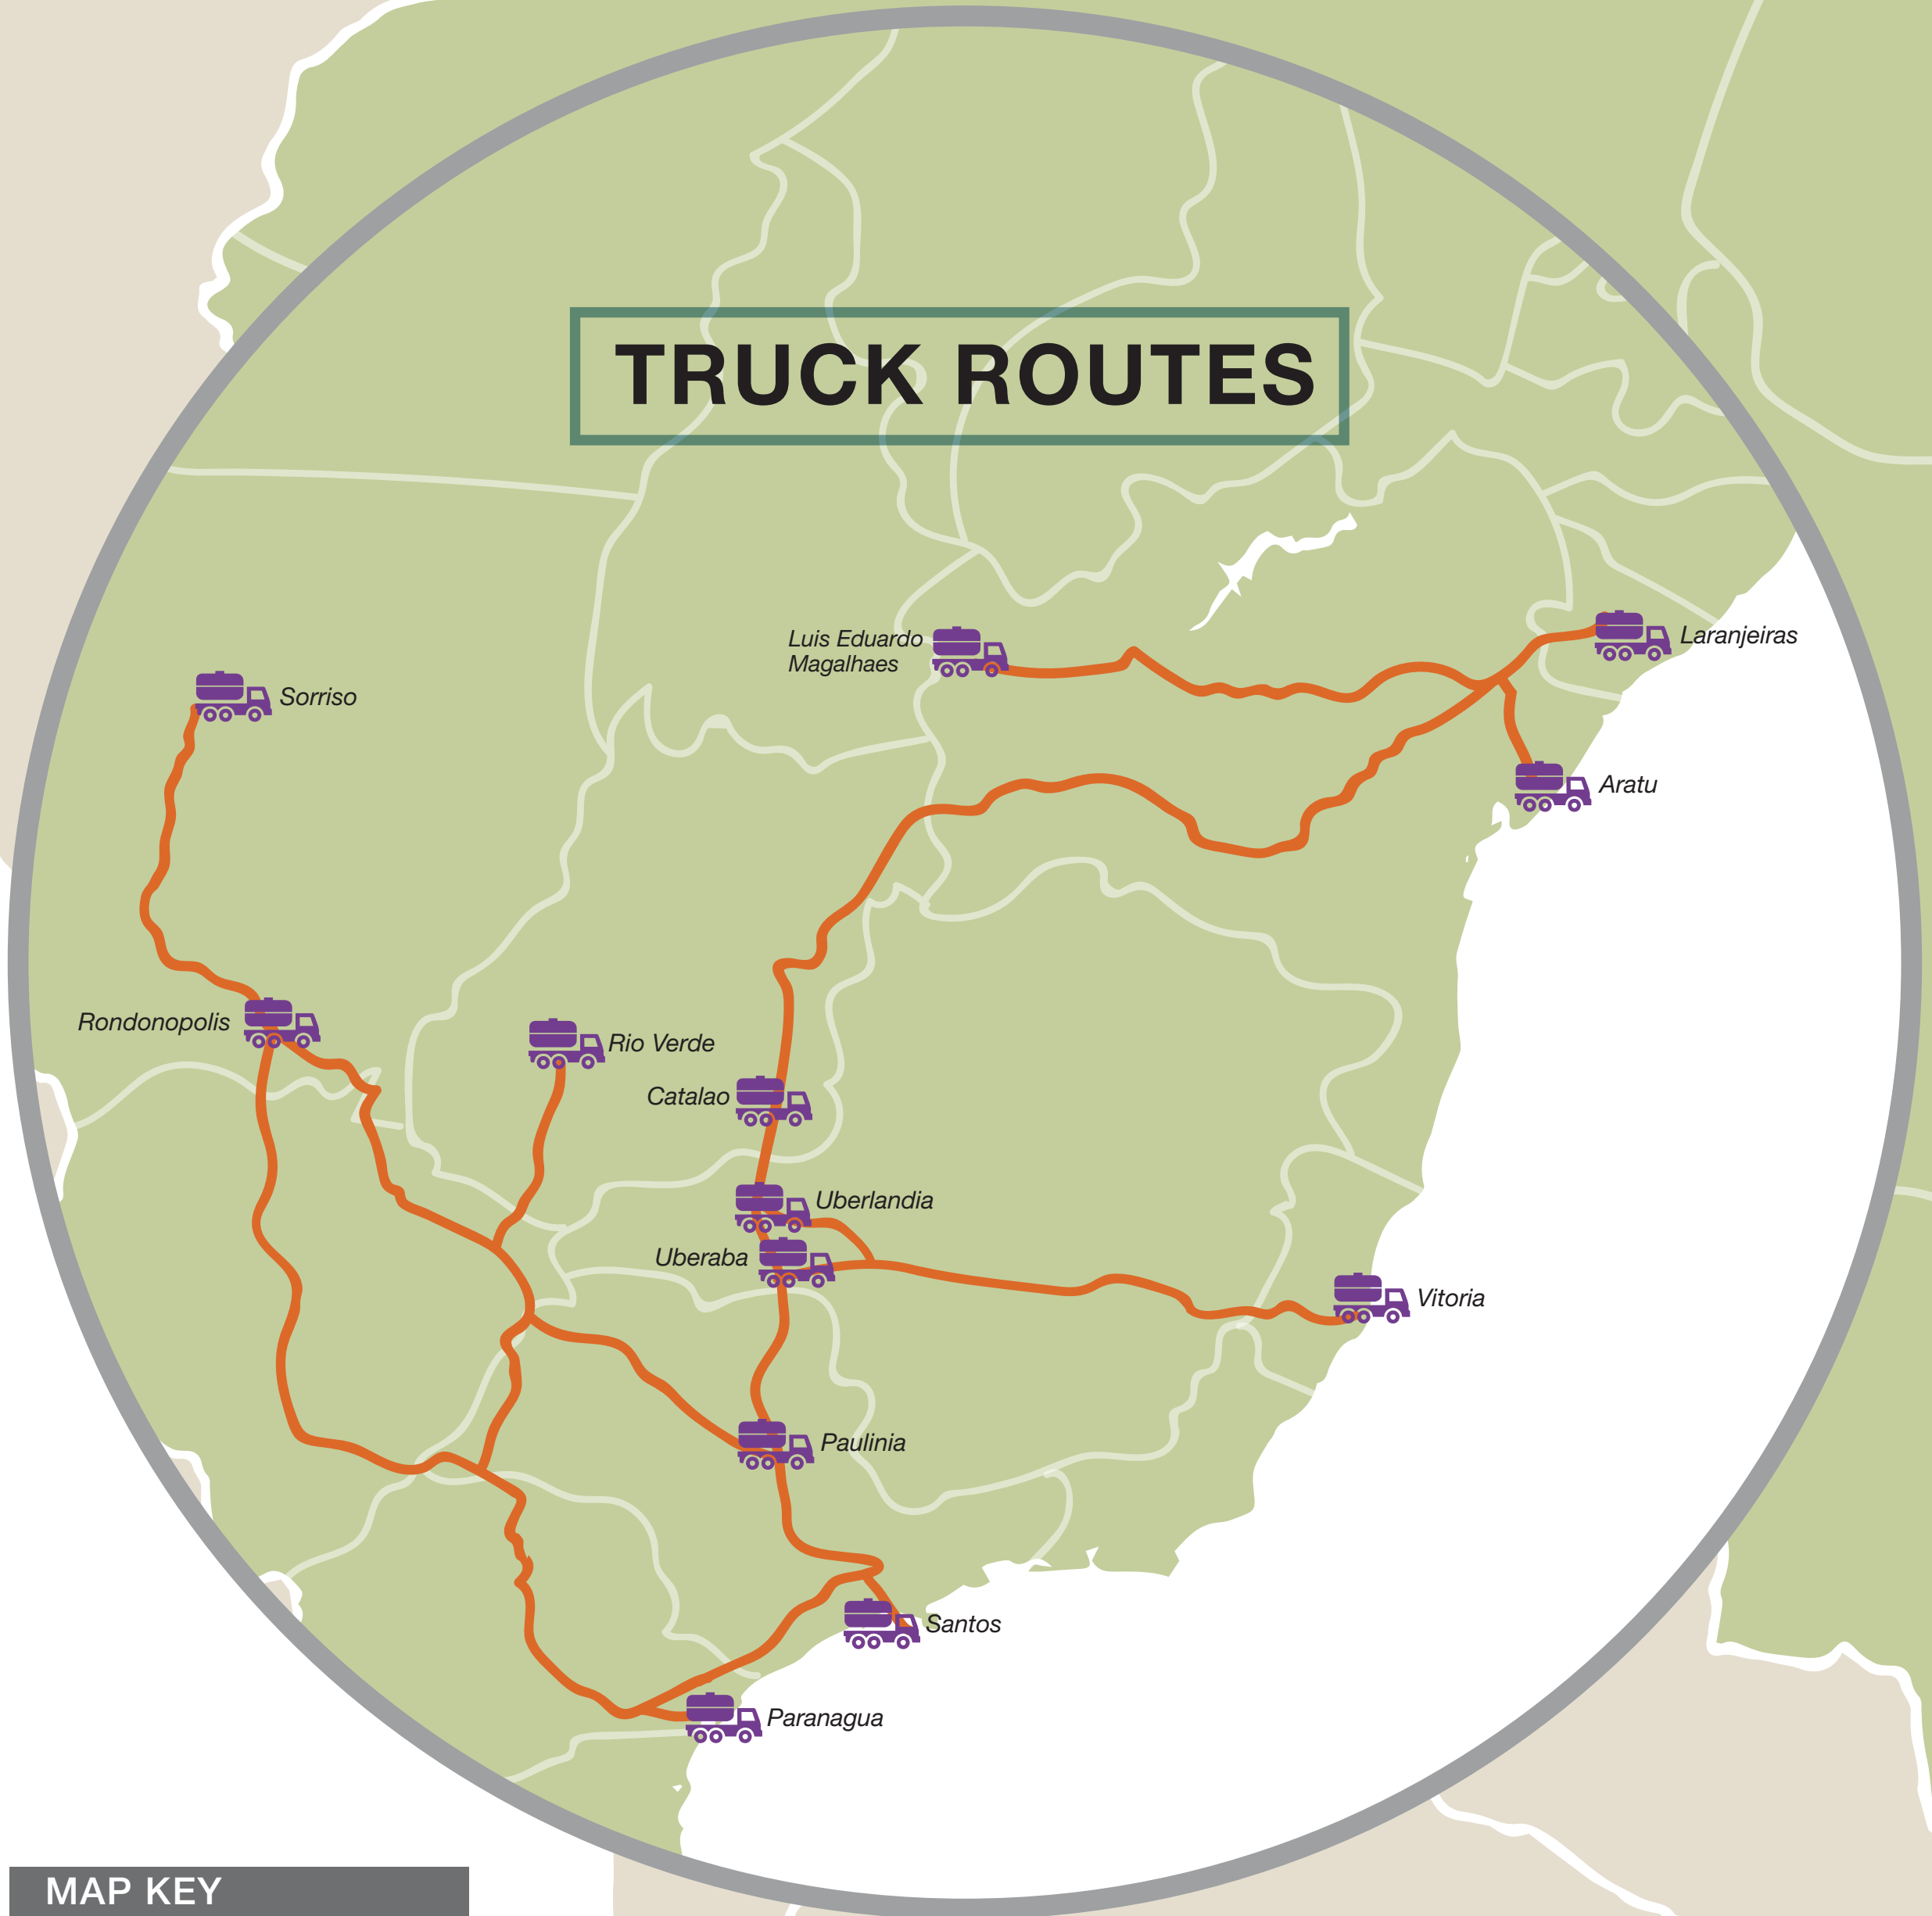 TRUCK ROUTES
Luis Eduardo
Magalhaes
Laranjeiras
Sorriso
Aratu
Rondonopolis
Rio Verde
Catalao
Uberlandia
Uberaba
Vitoria
Paulinia
Santos
Paranagua
MAP KEY